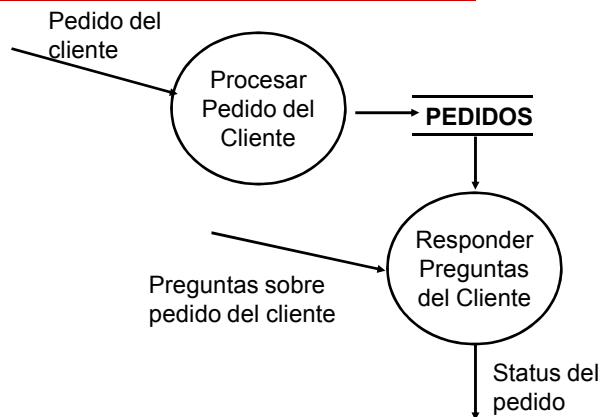 Pedido del
cliente
Procesar
Pedido del
Cliente
PEDIDOS
Responder
Preguntas
del Cliente
Preguntas sobre
pedido del cliente
Status del
pedido